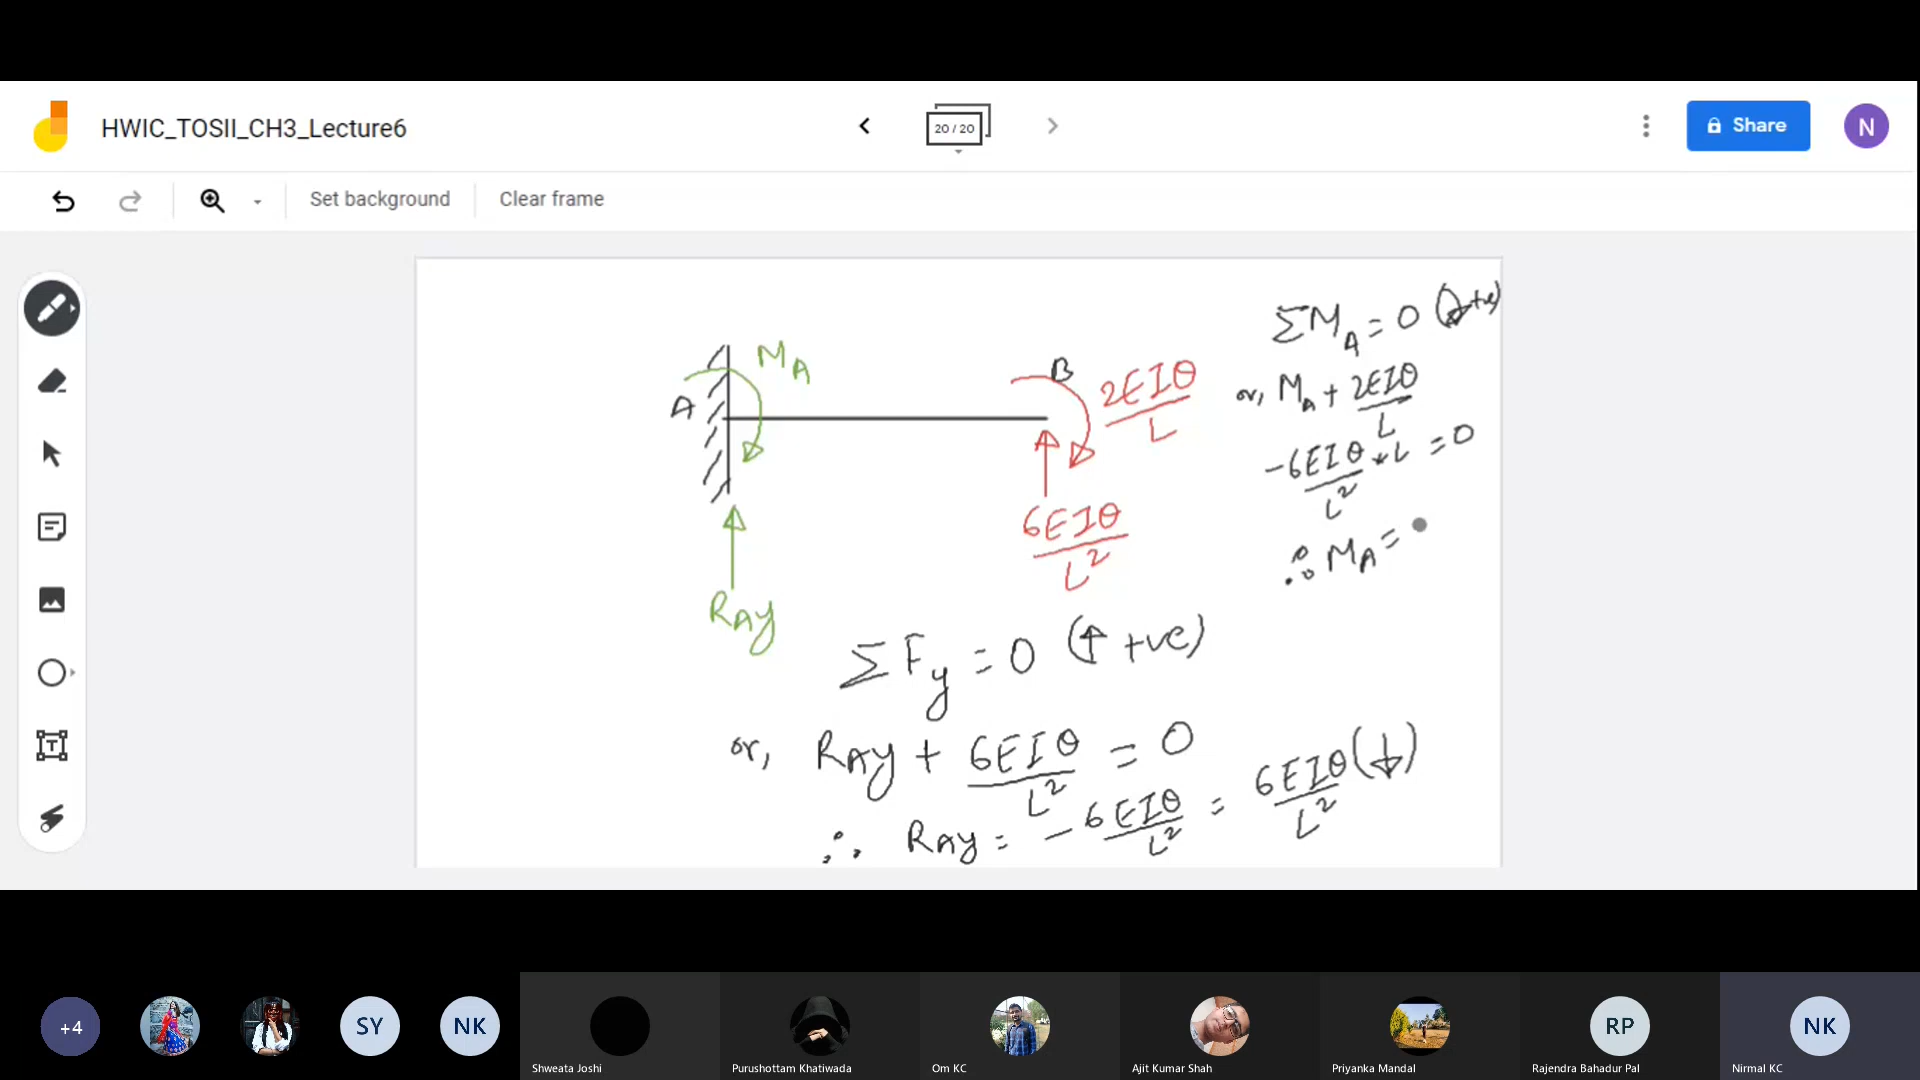 HWIC_TOSII_CH3_Lecture6
20 / 20
Share
N
Set background
Clear frame
ΣM_A = 0 (↻ +ve)
or, M_A + 2EIθ/L
-6EIθ/L² * L = 0
∴ M_A =
M_A
A
B
2EIθ/L
6EIθ/L²
R_Ay
ΣF_y = 0 (↑ +ve)
or, R_Ay + 6EIθ/L² = 0
∴ R_Ay = -6EIθ/L² = 6EIθ/L² (↓)
+4
SY
NK
Shweata Joshi
Purushottam Khatiwada
Om KC
Ajit Kumar Shah
Priyanka Mandal
RP
Rajendra Bahadur Pal
NK
Nirmal KC